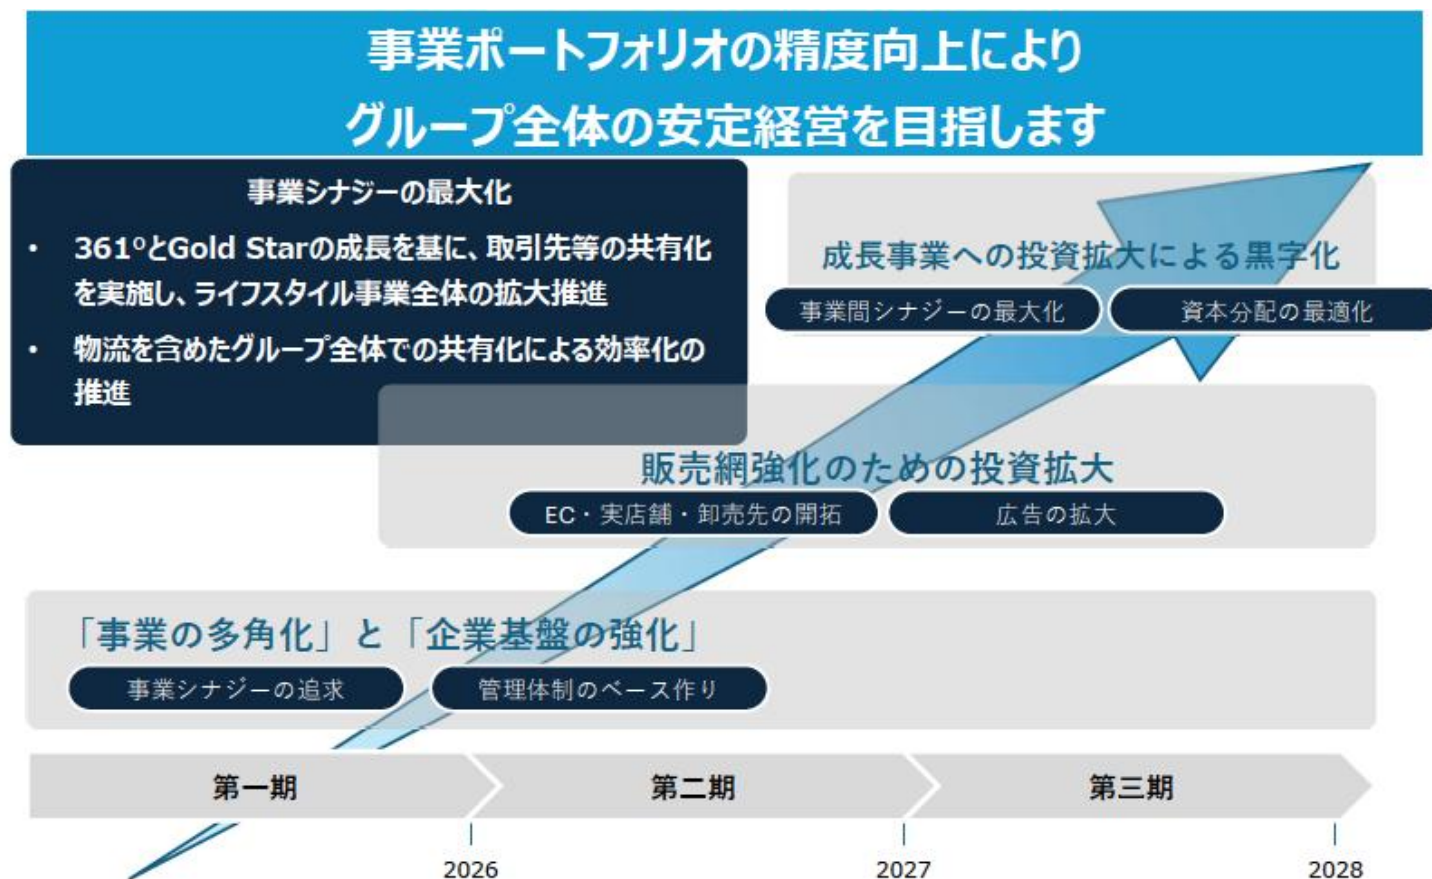 事業ポートフォリオの精度向上により
グループ全体の安定経営を目指します
事業シナジーの最大化
• 361°とGold Starの成長を基に、取引先等の共有化
を実施し、ライフスタイル事業全体の拡大推進
• 物流を含めたグループ全体での共有化による効率化の
推進
成長事業への投資拡大による黒字化
事業間シナジーの最大化
資本分配の最適化
販売網強化のための投資拡大
EC・実店舗・卸売先の開拓
広告の拡大
「事業の多角化」と「企業基盤の強化」
事業シナジーの追求
管理体制のベース作り
第一期
第二期
第三期
2026
2027
2028